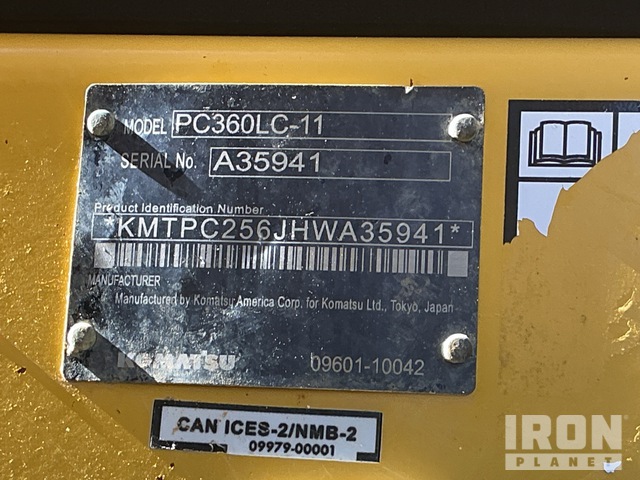 MODEL PC360LC-11
SERIAL No. A35941
Product Identification Number
*KMTPC256JHWA35941*
MANUFACTURER
Manufactured by Komatsu America Corp. for Komatsu Ltd., Tokyo, Japan
KOMATSU 09601-10042
CAN ICES-2/NMB-2
09979-00001
IRON
PLANET